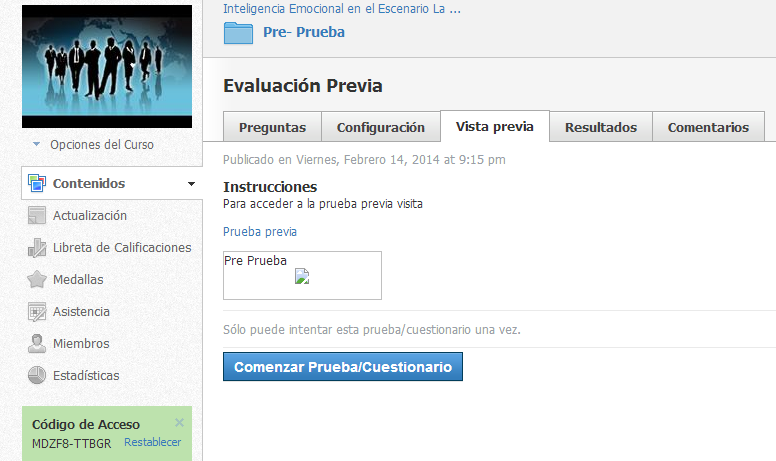 Inteligencia Emocional en el Escenario La ...
Pre- Prueba
Opciones del Curso
Contenidos
Actualización
Libreta de Calificaciones
Medallas
Asistencia
Miembros
Estadísticas
Código de Acceso
MDZF8-TTBGR Restablecer
Evaluación Previa
Preguntas Configuración Vista previa Resultados Comentarios
Publicado en Viernes, Febrero 14, 2014 at 9:15 pm
Instrucciones
Para acceder a la prueba previa visita
Prueba previa
Pre Prueba
Sólo puede intentar esta prueba/cuestionario una vez.
Comenzar Prueba/Cuestionario